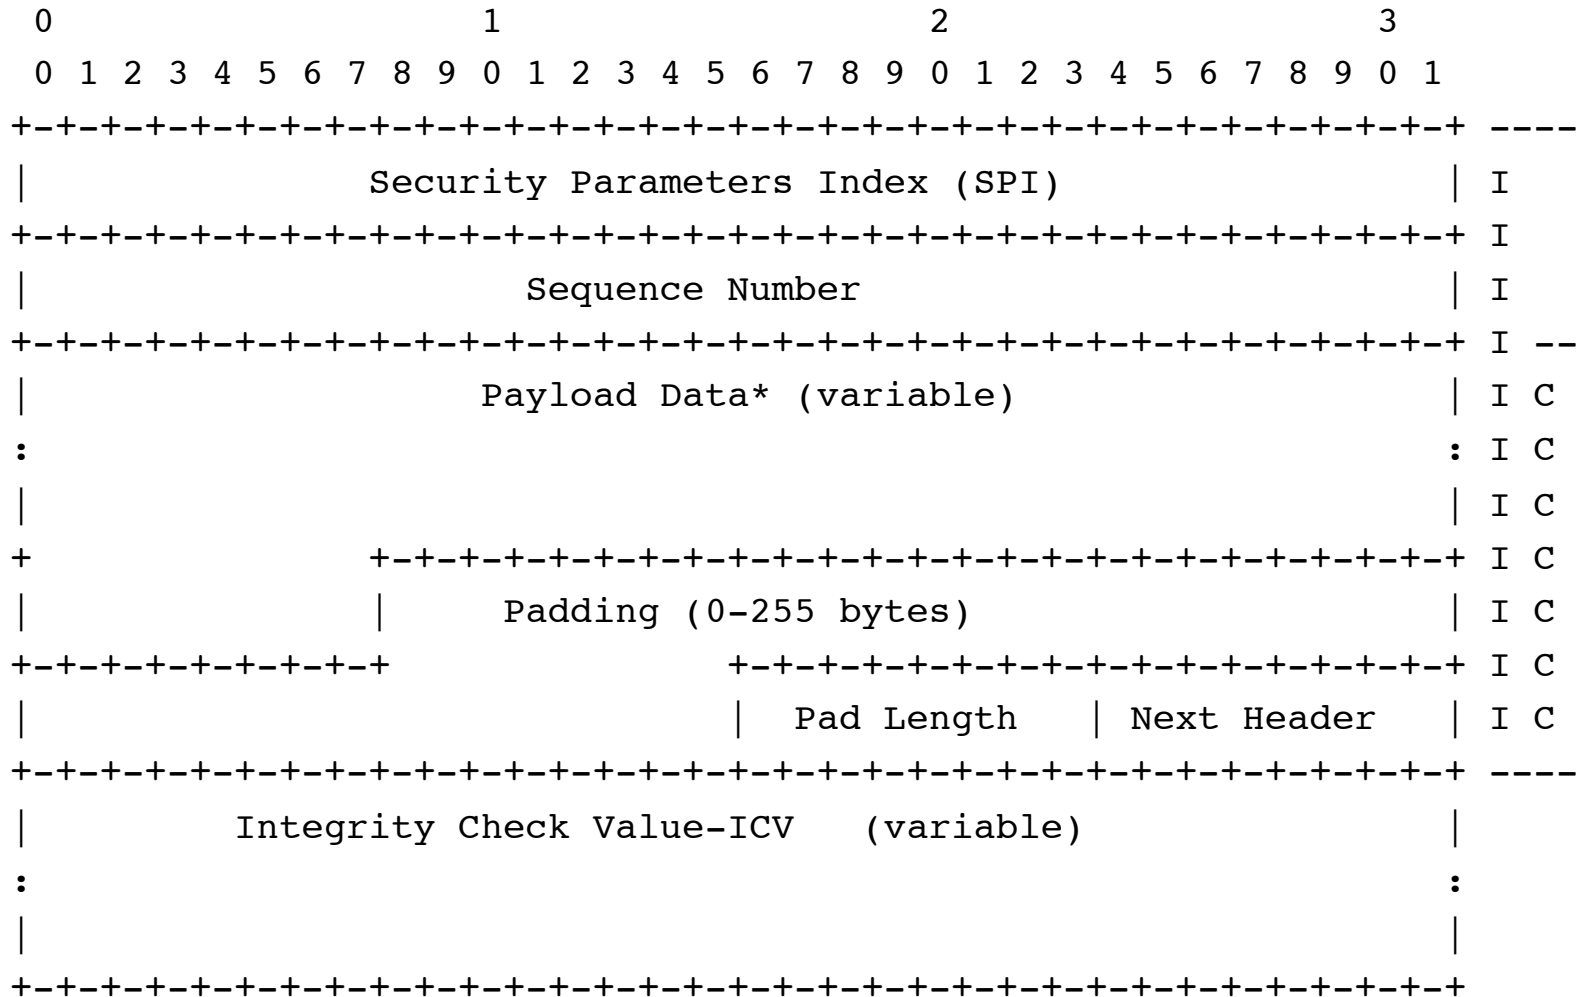 0                   1                   2                   3
 0 1 2 3 4 5 6 7 8 9 0 1 2 3 4 5 6 7 8 9 0 1 2 3 4 5 6 7 8 9 0 1
+-+-+-+-+-+-+-+-+-+-+-+-+-+-+-+-+-+-+-+-+-+-+-+-+-+-+-+-+-+-+-+-+ ----
|               Security Parameters Index (SPI)                 | I
+-+-+-+-+-+-+-+-+-+-+-+-+-+-+-+-+-+-+-+-+-+-+-+-+-+-+-+-+-+-+-+-+ I
|                      Sequence Number                          | I
+-+-+-+-+-+-+-+-+-+-+-+-+-+-+-+-+-+-+-+-+-+-+-+-+-+-+-+-+-+-+-+-+ I --
|                    Payload Data* (variable)                   | I C
:                                                               : I C
|                                                               | I C
+               +-+-+-+-+-+-+-+-+-+-+-+-+-+-+-+-+-+-+-+-+-+-+-+-+ I C
|               |     Padding (0-255 bytes)                     | I C
+-+-+-+-+-+-+-+-+               +-+-+-+-+-+-+-+-+-+-+-+-+-+-+-+-+ I C
|                               |  Pad Length   | Next Header   | I C
+-+-+-+-+-+-+-+-+-+-+-+-+-+-+-+-+-+-+-+-+-+-+-+-+-+-+-+-+-+-+-+-+ ----
|         Integrity Check Value-ICV   (variable)                |
:                                                               :
|                                                               |
+-+-+-+-+-+-+-+-+-+-+-+-+-+-+-+-+-+-+-+-+-+-+-+-+-+-+-+-+-+-+-+-+